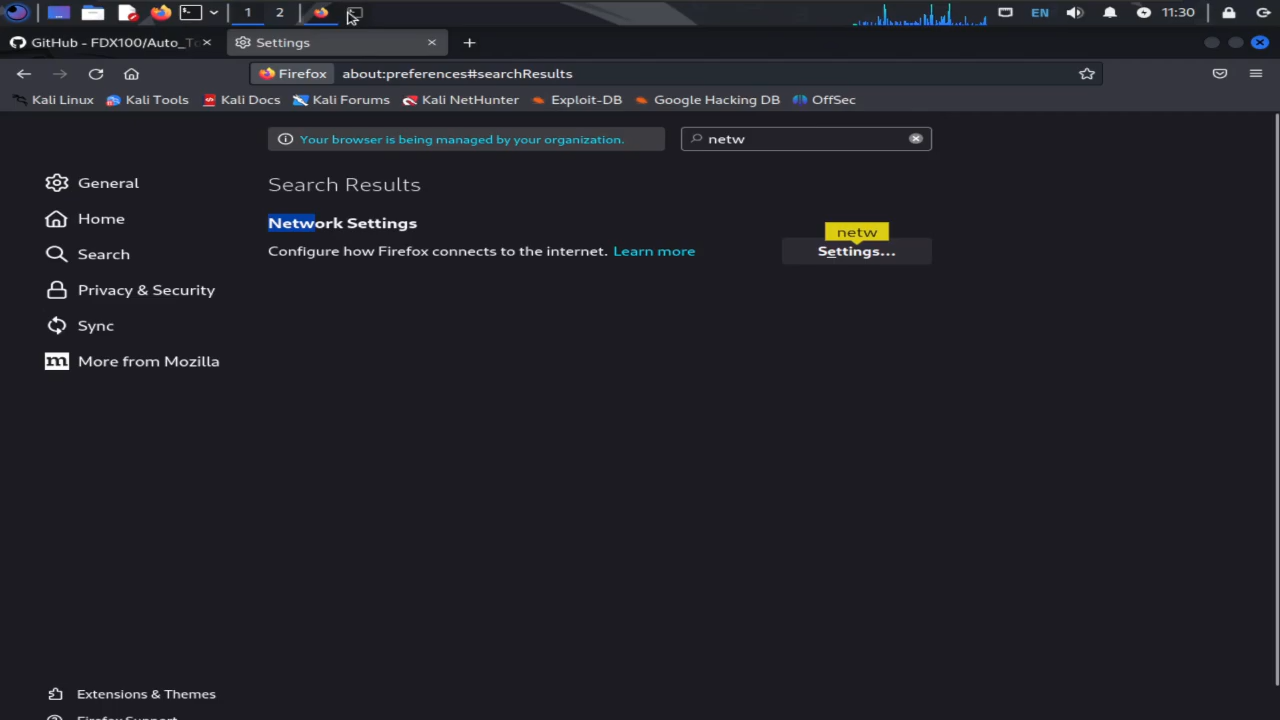 1 2 EN 11:30
GitHub - FDX100/Auto_T Settings
Firefox about:preferences#searchResults
Kali Linux Kali Tools Kali Docs Kali Forums Kali NetHunter Exploit-DB Google Hacking DB OffSec
Your browser is being managed by your organization. netw
General
Home
Search
Privacy & Security
Sync
More from Mozilla
Search Results
Network Settings
netw
Configure how Firefox connects to the internet. Learn more Settings...
Extensions & Themes
Firefox Support